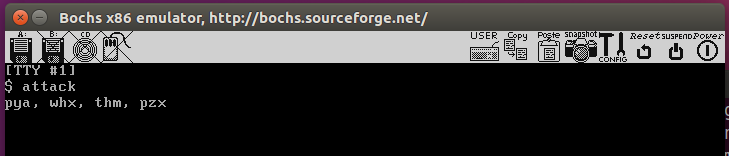 Bochs x86 emulator, http://bochs.sourceforge.net/
A: B: CD USER Copy Paste snapshot CONFIG Reset SUSPEND Power
[TTY #1]
$ attack
pya, whx, thm, pzx